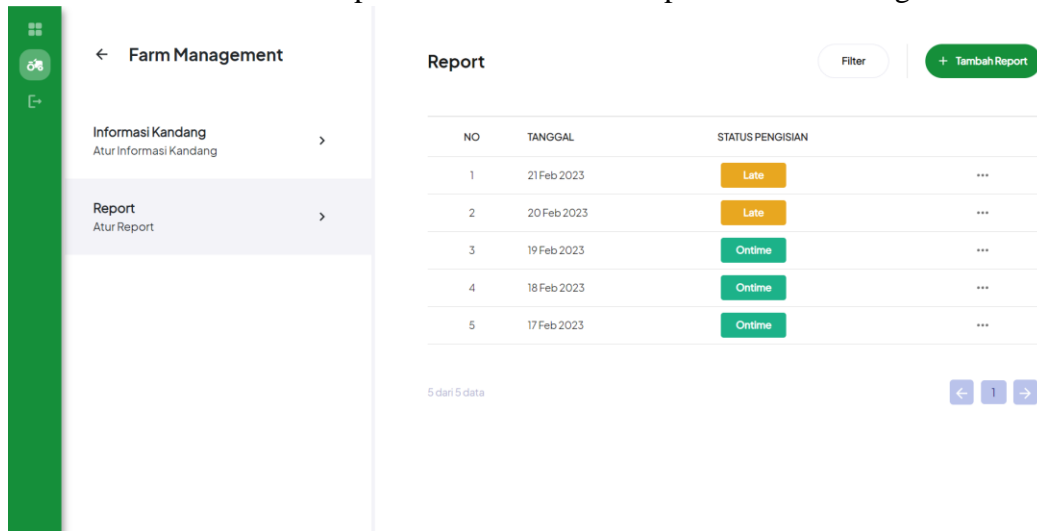 Farm Management
Informasi Kandang
Atur Informasi Kandang
Report
Atur Report
Report
Filter
+ Tambah Report
NO TANGGAL STATUS PENGISIAN
1 21 Feb 2023 Late ...
2 20 Feb 2023 Late ...
3 19 Feb 2023 Ontime ...
4 18 Feb 2023 Ontime ...
5 17 Feb 2023 Ontime ...
5 dari 5 data
1